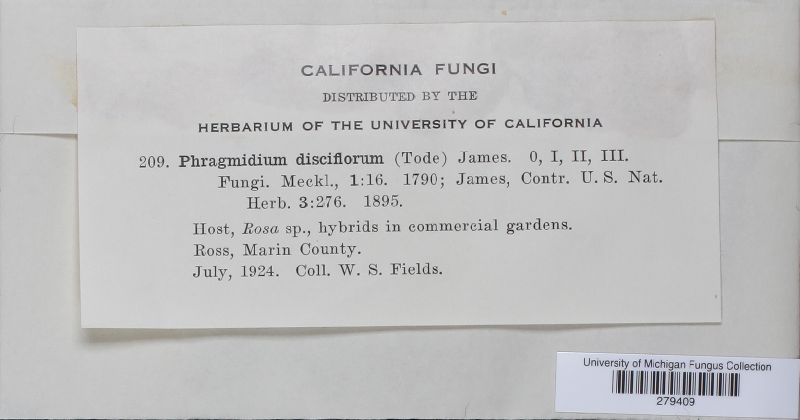 CALIFORNIA FUNGI
DISTRIBUTED BY THE
HERBARIUM OF THE UNIVERSITY OF CALIFORNIA
209. Phragmidium disciflorum (Tode) James. 0, I, II, III.
Fungi. Meckl., 1:16. 1790; James, Contr. U. S. Nat.
Herb. 3:276. 1895.
Host, Rosa sp., hybrids in commercial gardens.
Ross, Marin County.
July, 1924. Coll. W. S. Fields.
University of Michigan Fungus Collection
279409